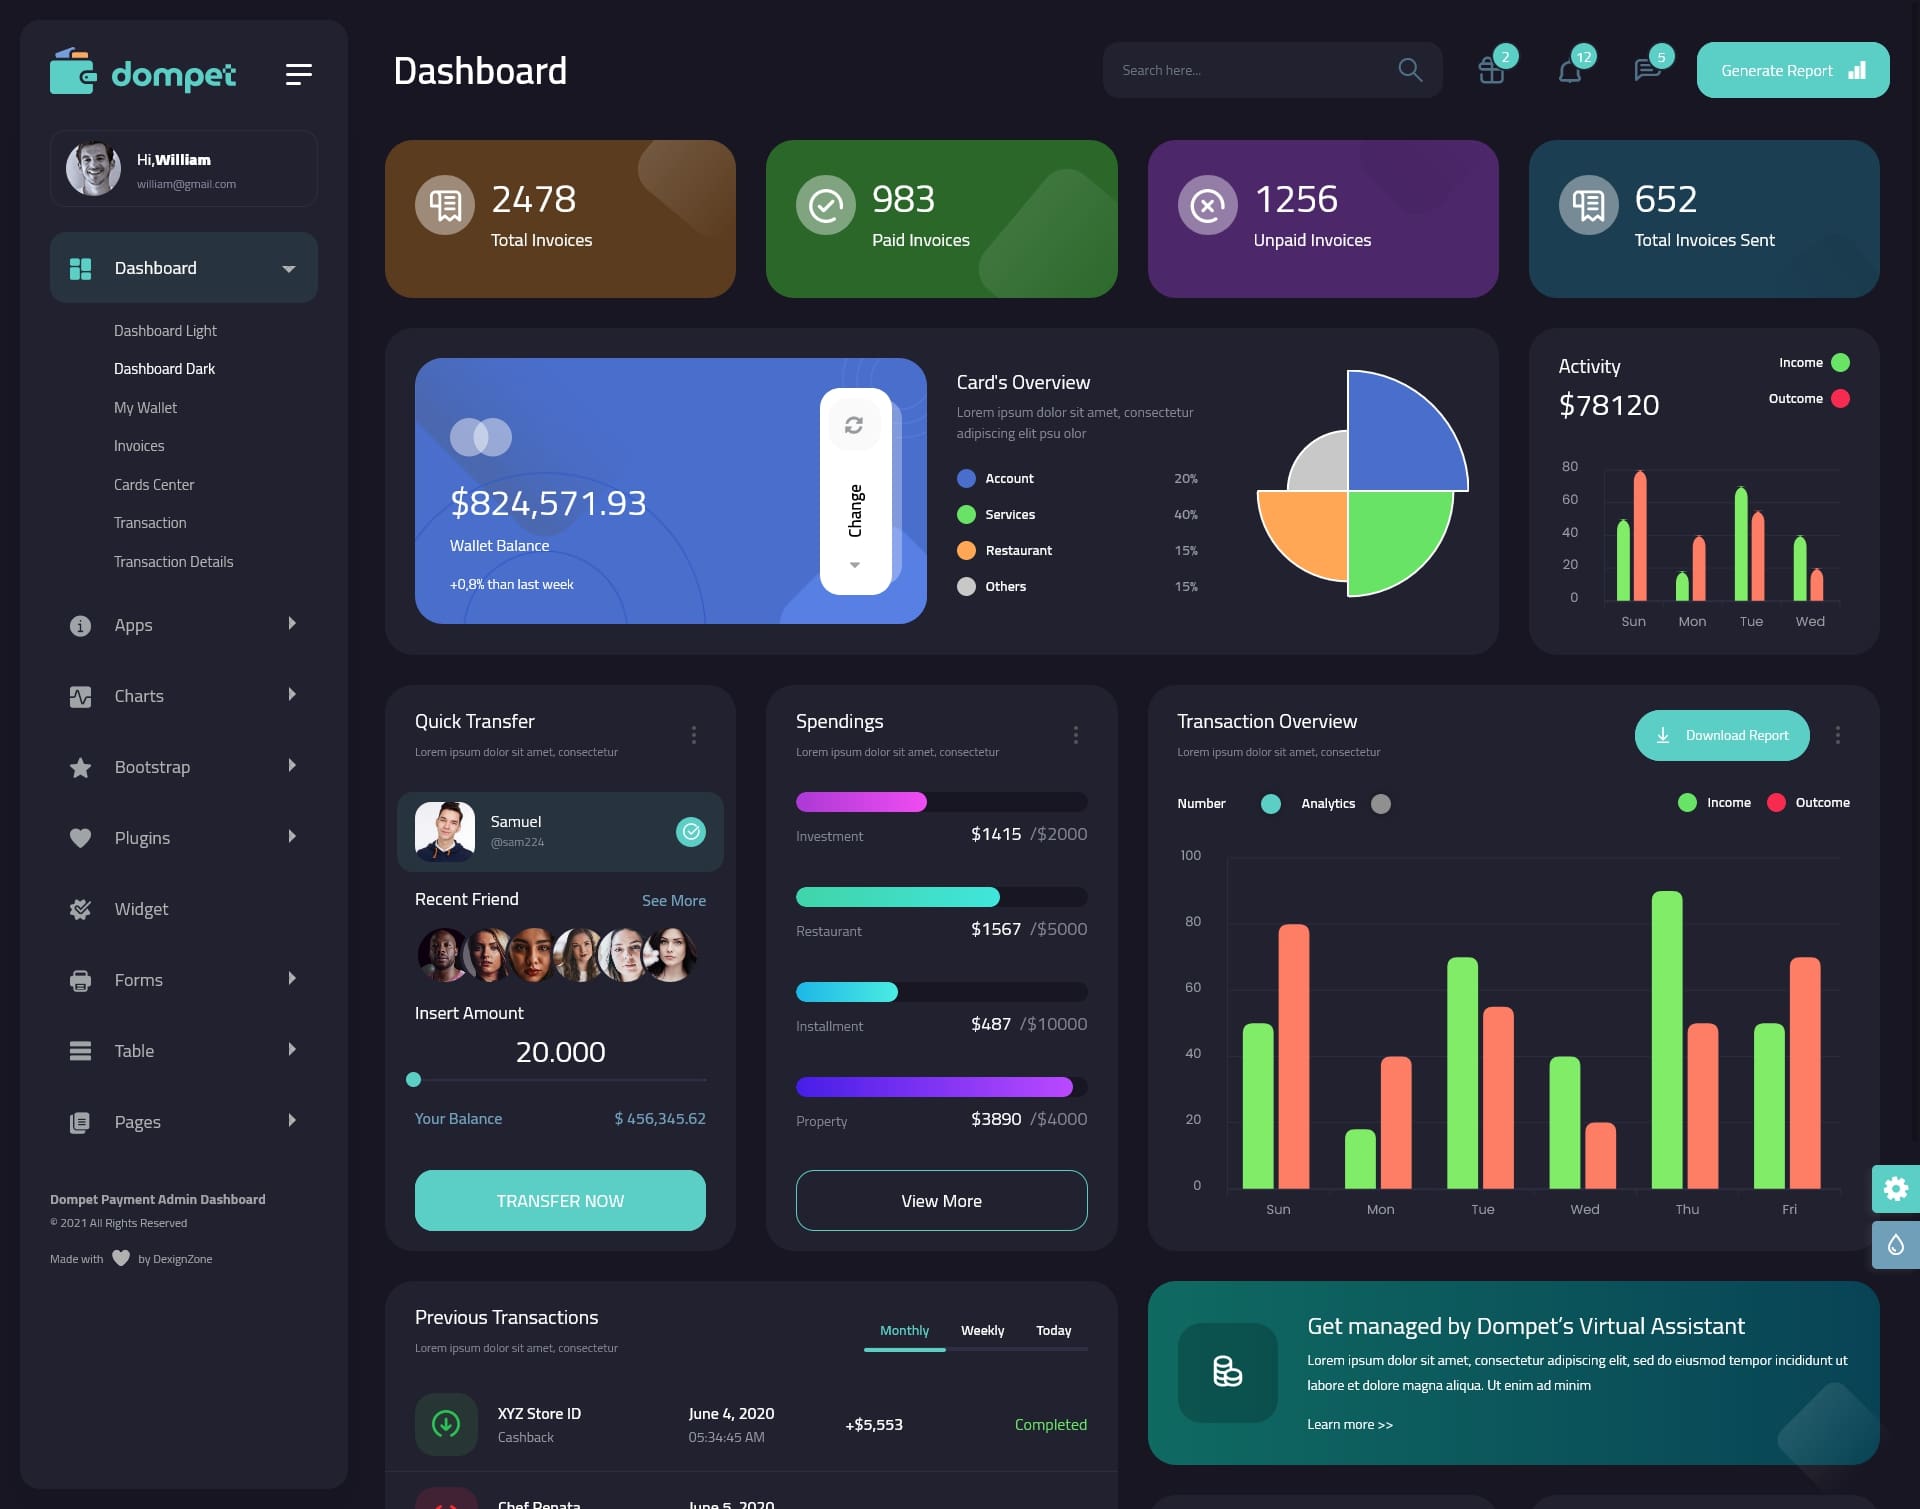 dompet
Hi,William
william@gmail.com
Dashboard
Dashboard Light
Dashboard Dark
My Wallet
Invoices
Cards Center
Transaction
Transaction Details
Apps
Charts
Bootstrap
Plugins
Widget
Forms
Table
Pages
Dompet Payment Admin Dashboard
© 2021 All Rights Reserved
Made with by DexignZone
Dashboard
Search here...
2
12
5
Generate Report
2478
Total Invoices
983
Paid Invoices
1256
Unpaid Invoices
652
Total Invoices Sent
$824,571.93
Wallet Balance
+0,8% than last week
Change
Card's Overview
Lorem ipsum dolor sit amet, consectetur
adipiscing elit psu olor
Account 20%
Services 40%
Restaurant 15%
Others 15%
Activity
$78120
Income
Outcome
80
60
40
20
0
Sun Mon Tue Wed
Quick Transfer
Lorem ipsum dolor sit amet, consectetur
Samuel
@sam224
Recent Friend See More
Insert Amount
20.000
Your Balance $ 456,345.62
TRANSFER NOW
Spendings
Lorem ipsum dolor sit amet, consectetur
Investment $1415 /$2000
Restaurant $1567 /$5000
Installment $487 /$10000
Property $3890 /$4000
View More
Transaction Overview
Lorem ipsum dolor sit amet, consectetur
Download Report
Number Analytics Income Outcome
100
80
60
40
20
0
Sun Mon Tue Wed Thu Fri
Previous Transactions
Lorem ipsum dolor sit amet, consectetur
Monthly Weekly Today
XYZ Store ID June 4, 2020 +$5,553 Completed
Cashback 05:34:45 AM
Chef Renata June 5, 2020
Get managed by Dompet’s Virtual Assistant
Lorem ipsum dolor sit amet, consectetur adipiscing elit, sed do eiusmod tempor incididunt ut
labore et dolore magna aliqua. Ut enim ad minim
Learn more >>